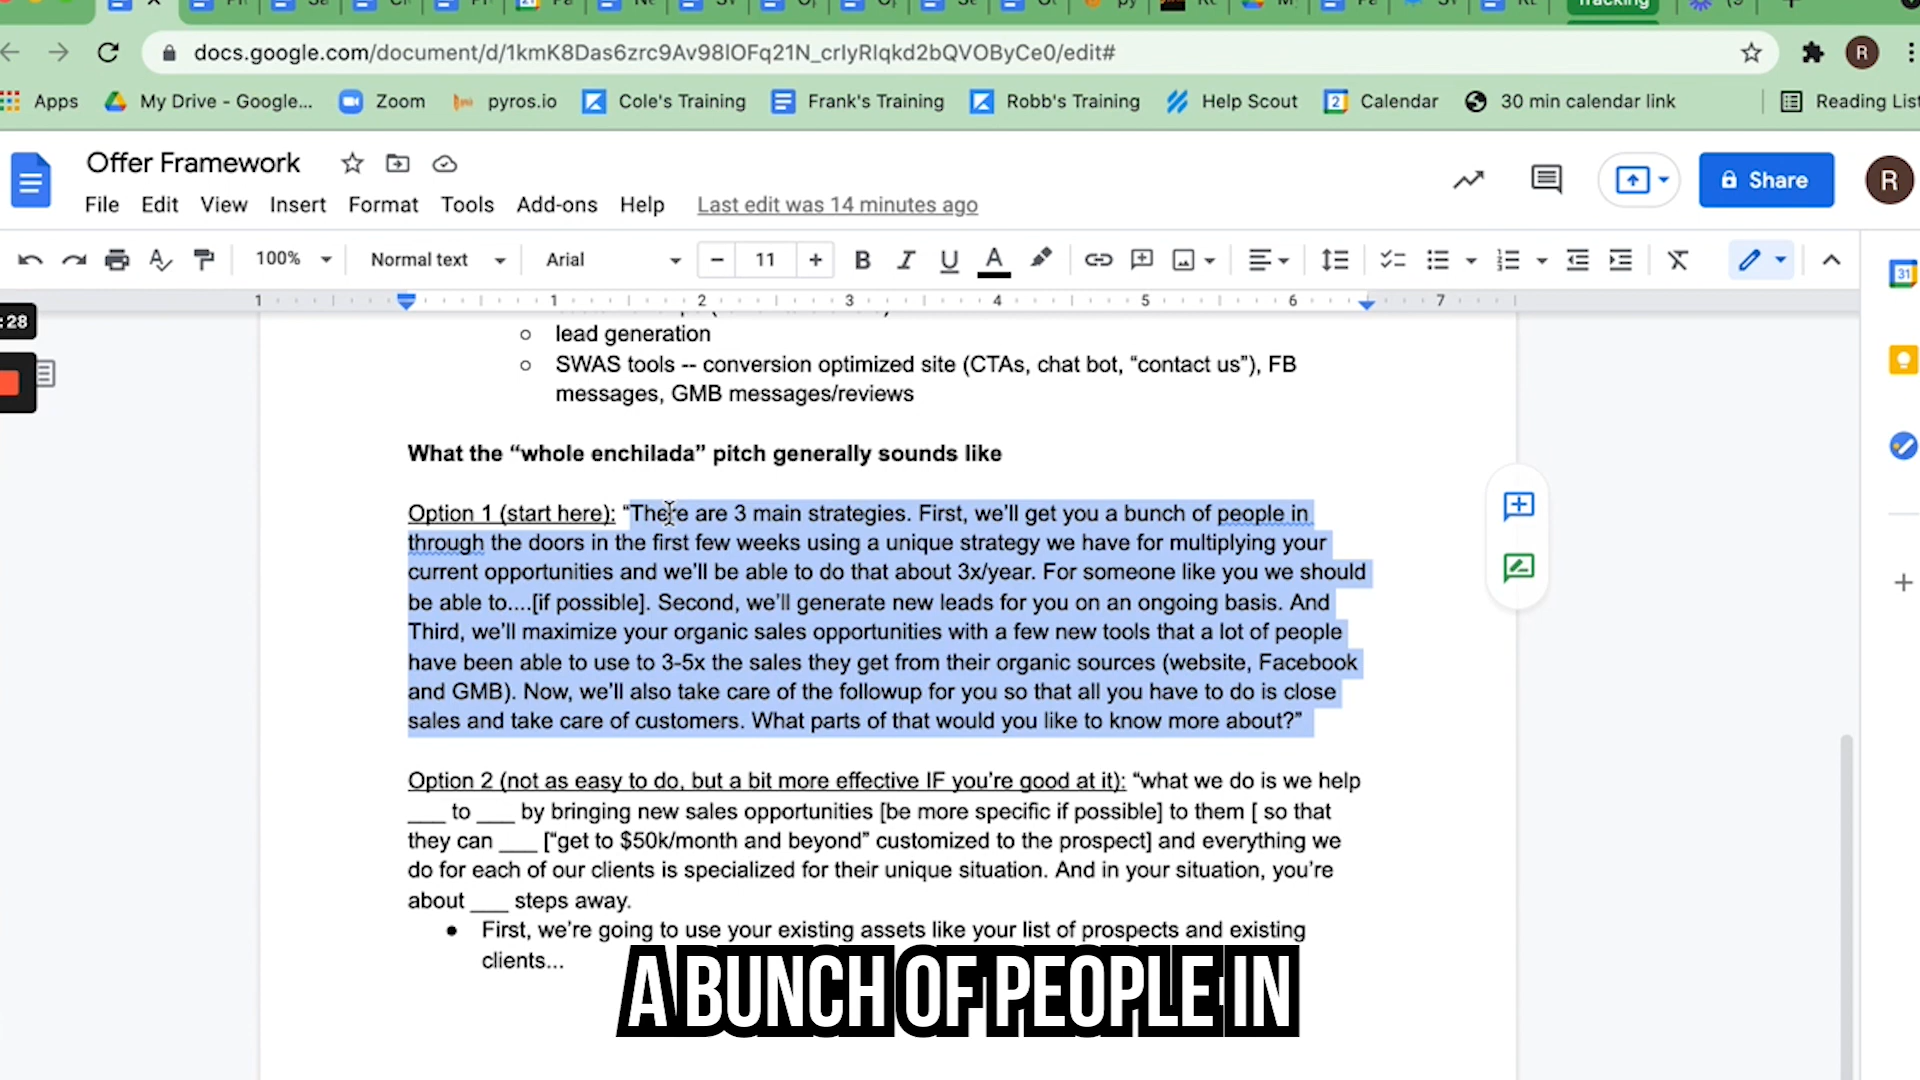 Tracking
docs.google.com/document/d/1kmK8Das6zrc9Av98lOFq21N_crIyRlqkd2bQVOByCe0/edit#
R
Apps My Drive - Google... Zoom pyros.io Cole's Training Frank's Training Robb's Training Help Scout 2 Calendar 30 min calendar link Reading List
Offer Framework
Share
R
File Edit View Insert Format Tools Add-ons Help Last edit was 14 minutes ago
100% Normal text Arial − 11 + B I U A
31
1 1 2 3 4 5 6 7
:28
○ lead generation
○ SWAS tools -- conversion optimized site (CTAs, chat bot, “contact us”), FB
messages, GMB messages/reviews
What the “whole enchilada” pitch generally sounds like
Option 1 (start here): “There are 3 main strategies. First, we’ll get you a bunch of people in
through the doors in the first few weeks using a unique strategy we have for multiplying your
current opportunities and we’ll be able to do that about 3x/year. For someone like you we should
be able to....[if possible]. Second, we’ll generate new leads for you on an ongoing basis. And
Third, we’ll maximize your organic sales opportunities with a few new tools that a lot of people
have been able to use to 3-5x the sales they get from their organic sources (website, Facebook
and GMB). Now, we’ll also take care of the followup for you so that all you have to do is close
sales and take care of customers. What parts of that would you like to know more about?”
Option 2 (not as easy to do, but a bit more effective IF you’re good at it): “what we do is we help
___ to ___ by bringing new sales opportunities [be more specific if possible] to them [ so that
they can ___ [“get to $50k/month and beyond” customized to the prospect] and everything we
do for each of our clients is specialized for their unique situation. And in your situation, you’re
about ___ steps away.
● First, we’re going to use your existing assets like your list of prospects and existing
clients...
A BUNCH OF PEOPLE IN